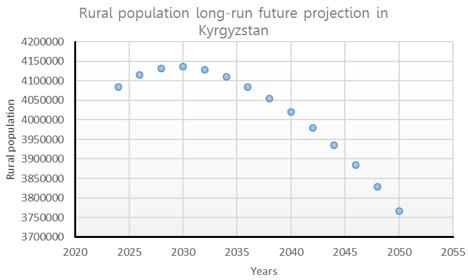 Rural population long-run future projection in
Kyrgyzstan
4200000
4150000
4100000
4050000
4000000
3950000
3900000
3850000
3800000
3750000
3700000
Rural population
2020 2025 2030 2035 2040 2045 2050 2055
Years